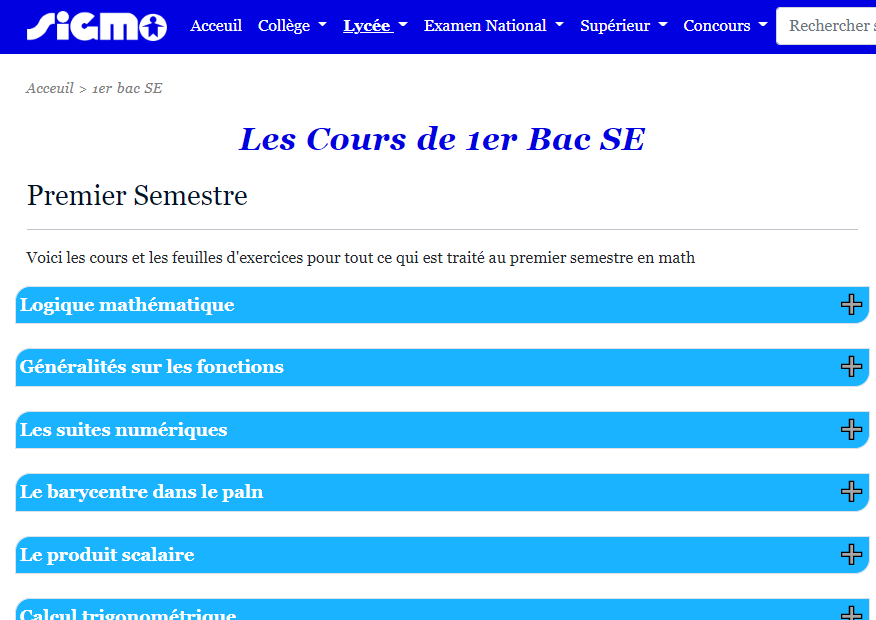 sigmo
Acceuil Collège Lycée Examen National Supérieur Concours Rechercher
Acceuil > 1er bac SE
Les Cours de 1er Bac SE
Premier Semestre
Voici les cours et les feuilles d'exercices pour tout ce qui est traité au premier semestre en math
Logique mathématique
Généralités sur les fonctions
Les suites numériques
Le barycentre dans le paln
Le produit scalaire
Calcul trigonométrique